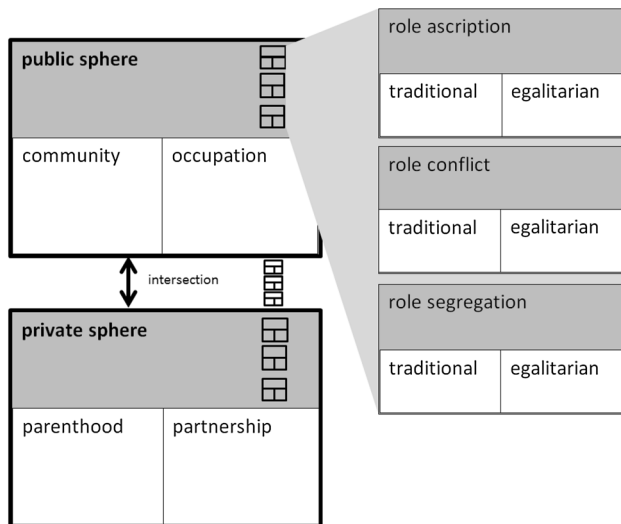 public sphere
community occupation
intersection
private sphere
parenthood partnership
role ascription
traditional egalitarian
role conflict
traditional egalitarian
role segregation
traditional egalitarian